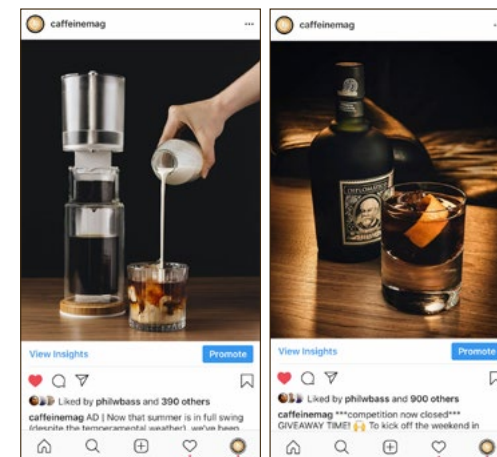 caffeinemag
View Insights
Promote
Liked by philwbass and 390 others
caffeinemag AD | Now that summer is in full swing
(despite the temperamental weather), we've been
caffeinemag
DIPLOMÁTICO
View Insights
Promote
Liked by philwbass and 900 others
caffeinemag ***competition now closed***
GIVEAWAY TIME! 🙌 To kick off the weekend in